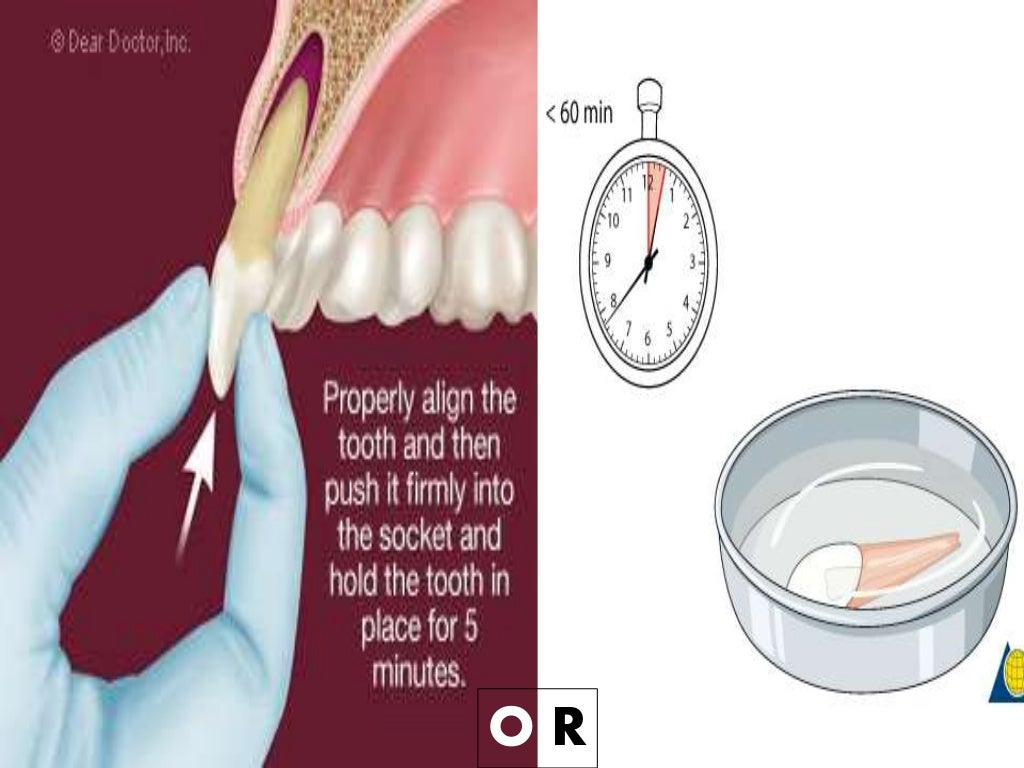 © Dear Doctor,Inc.
Properly align the
tooth and then
push it firmly into
the socket and
hold the tooth in
place for 5
minutes.
< 60 min
12
1
2
3
4
5
6
7
8
9
10
11
OR